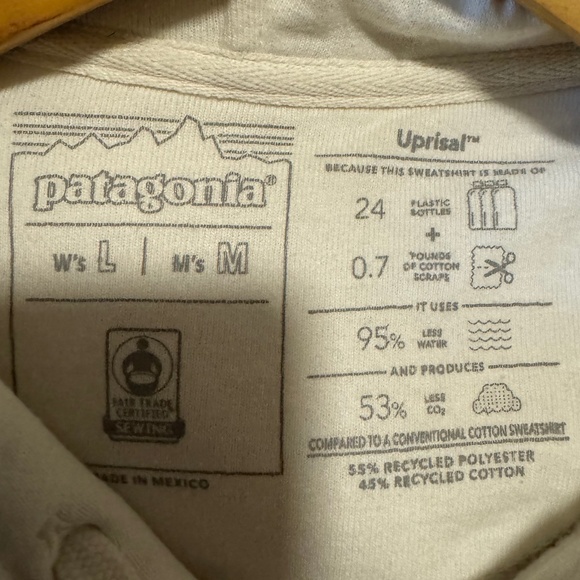 patagonia®
W's L | M's M
FAIR TRADE
CERTIFIED™
SEWING
MADE IN MEXICO
Uprisal™
BECAUSE THIS SWEATSHIRT IS MADE OF
24 PLASTIC BOTTLES
+
0.7 POUNDS OF COTTON SCRAPS
IT USES
95% LESS WATER
AND PRODUCES
53% LESS CO₂
COMPARED TO A CONVENTIONAL COTTON SWEATSHIRT
55% RECYCLED POLYESTER
45% RECYCLED COTTON